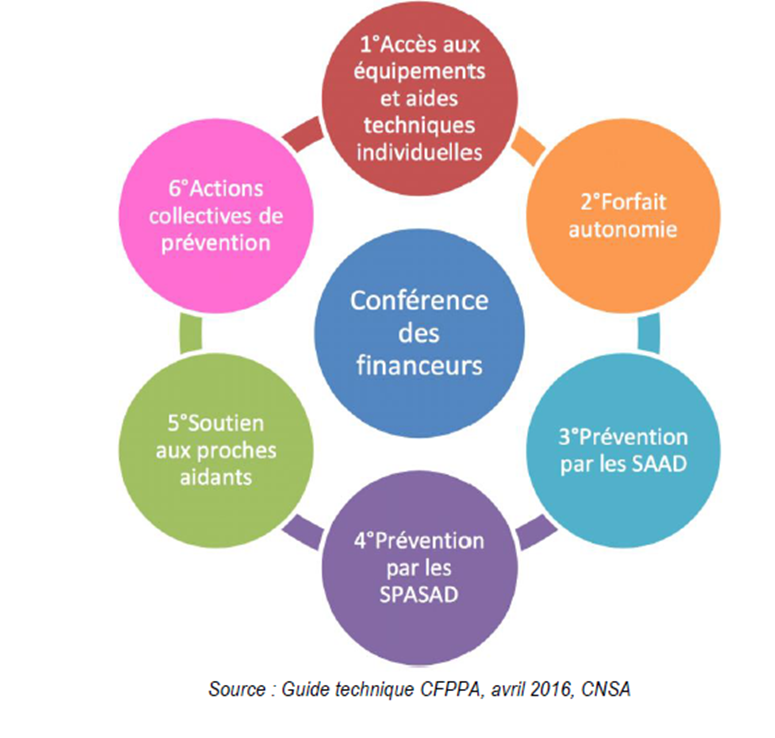 1°Accès aux
équipements
et aides
techniques
individuelles
2°Forfait
autonomie
3°Prévention
par les SAAD
4°Prévention
par les
SPASAD
5°Soutien
aux proches
aidants
6°Actions
collectives de
prévention
Conférence
des
financeurs
Source : Guide technique CFPPA, avril 2016, CNSA